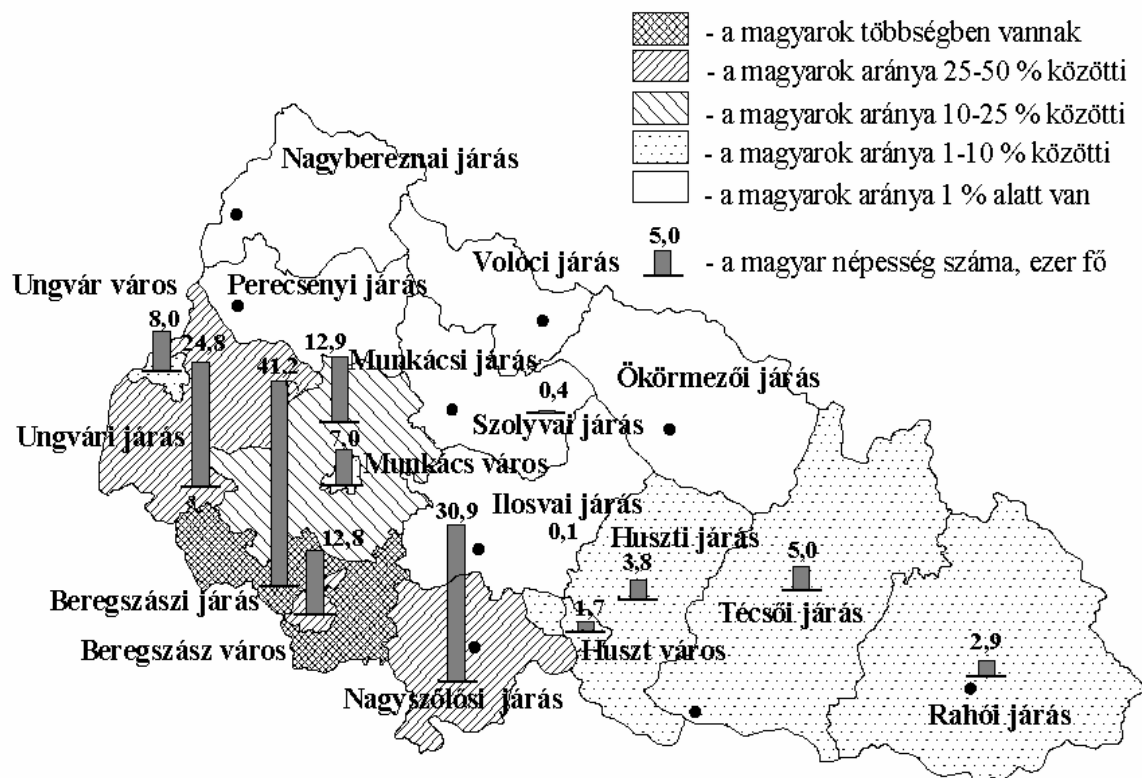 - a magyarok többségben vannak
- a magyarok aránya 25-50 % közötti
- a magyarok aránya 10-25 % közötti
- a magyarok aránya 1-10 % közötti
- a magyarok aránya 1 % alatt van
5,0
- a magyar népesség száma, ezer fő
Nagybereznai járás
Volóci járás
Ungvár város
Perecsenyi járás
8,0
24,8
12,9
41,2
Munkácsi járás
Ökörmezői járás
0,4
Szolyvai járás
Ungvári járás
7,0
Munkács város
Ilosvai járás
30,9
0,1
12,8
Huszti járás
3,8
5,0
Beregszászi járás
Técsői járás
1,7
Beregszász város
Huszt város
2,9
Nagyszőlősi járás
Rahói járás